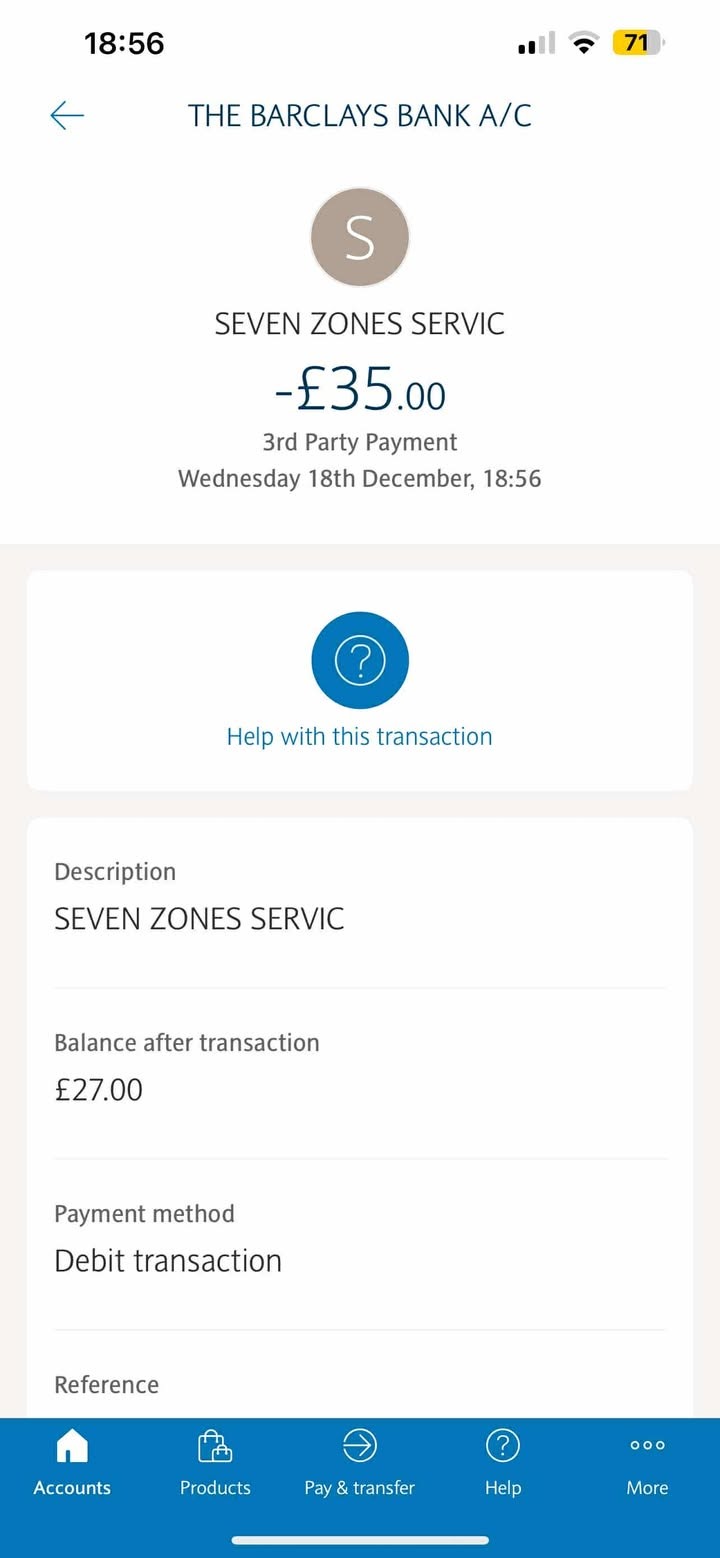 18:56
71
THE BARCLAYS BANK A/C
S
SEVEN ZONES SERVIC
-£35.00
3rd Party Payment
Wednesday 18th December, 18:56
?
Help with this transaction
Description
SEVEN ZONES SERVIC
Balance after transaction
£27.00
Payment method
Debit transaction
Reference
Accounts Products Pay & transfer Help More